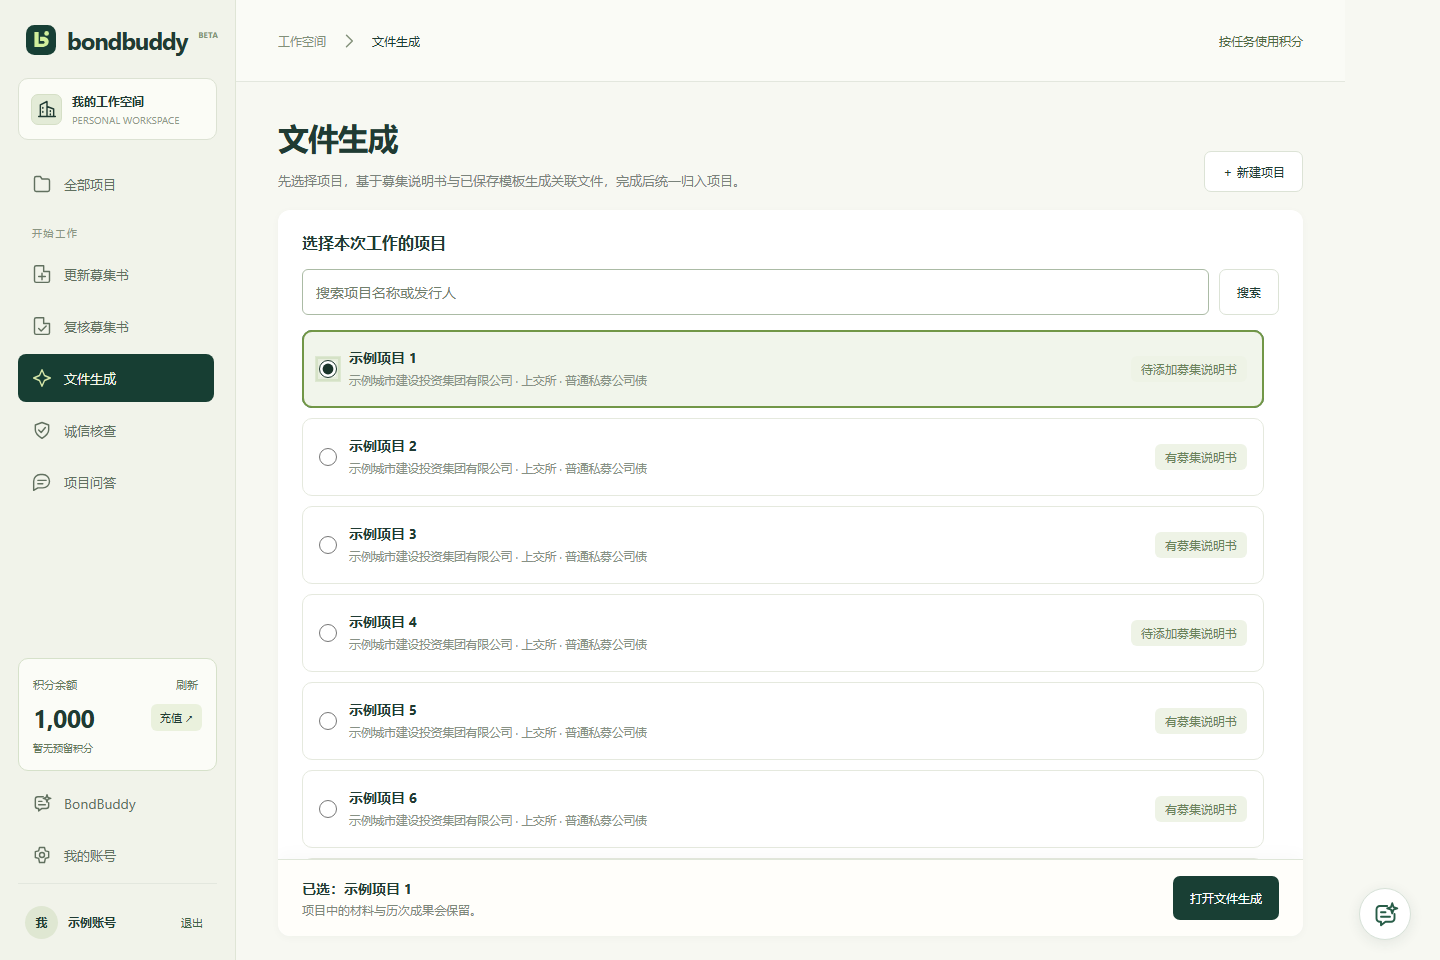 bondbuddy BETA
我的工作空间
PERSONAL WORKSPACE
全部项目
开始工作
更新募集书
复核募集书
文件生成
诚信核查
项目问答
积分余额 刷新
1,000 充值 ↗
暂无预留积分
BondBuddy
我的账号
我 示例账号 退出
工作空间 > 文件生成 按任务使用积分
文件生成
先选择项目，基于募集说明书与已保存模板生成关联文件，完成后统一归入项目。
+ 新建项目
选择本次工作的项目
搜索项目名称或发行人 搜索
示例项目 1
示例城市建设投资集团有限公司 · 上交所 · 普通私募公司债
待添加募集说明书
示例项目 2
示例城市建设投资集团有限公司 · 上交所 · 普通私募公司债
有募集说明书
示例项目 3
示例城市建设投资集团有限公司 · 上交所 · 普通私募公司债
有募集说明书
示例项目 4
示例城市建设投资集团有限公司 · 上交所 · 普通私募公司债
待添加募集说明书
示例项目 5
示例城市建设投资集团有限公司 · 上交所 · 普通私募公司债
有募集说明书
示例项目 6
示例城市建设投资集团有限公司 · 上交所 · 普通私募公司债
有募集说明书
已选：示例项目 1
项目中的材料与历次成果会保留。
打开文件生成